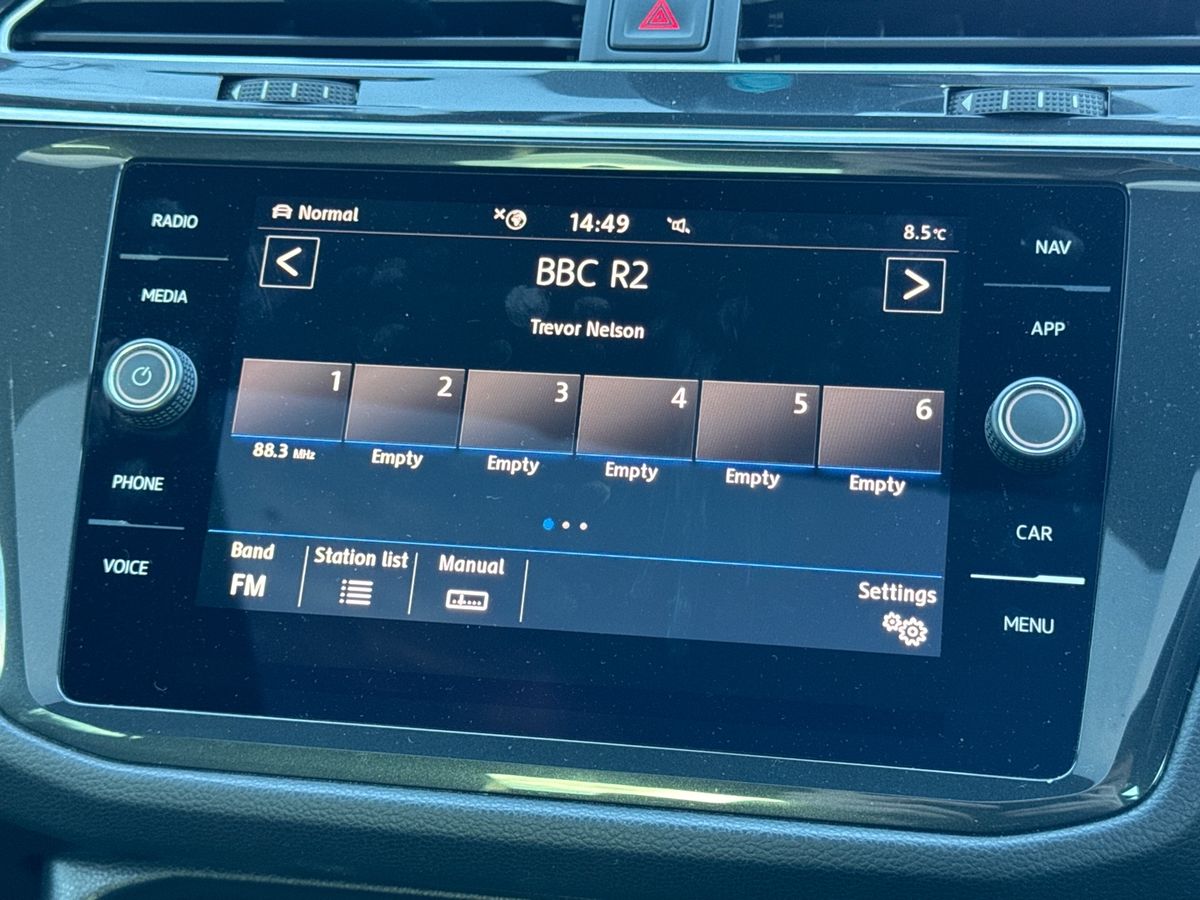 RADIO
MEDIA
PHONE
VOICE
Normal
14:49
8.5°C
<
BBC R2
>
Trevor Nelson
1
2
3
4
5
6
88.3 MHz
Empty
Empty
Empty
Empty
Empty
Band
FM
Station list
Manual
Settings
NAV
APP
CAR
MENU